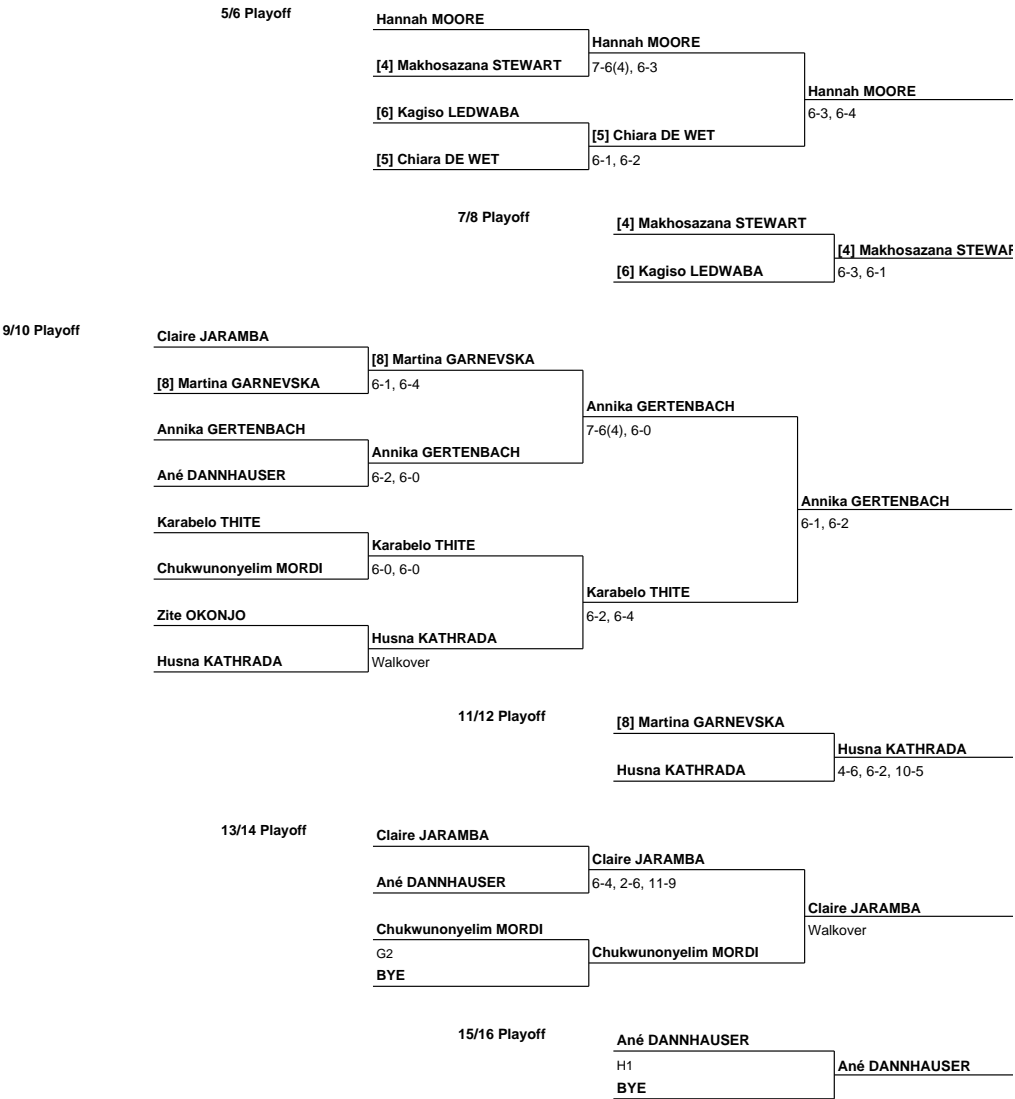 5/6 Playoff
Hannah MOORE
Hannah MOORE
[4] Makhosazana STEWART
7-6(4), 6-3
Hannah MOORE
[6] Kagiso LEDWABA
6-3, 6-4
[5] Chiara DE WET
[5] Chiara DE WET
6-1, 6-2
7/8 Playoff
[4] Makhosazana STEWART
[4] Makhosazana STEWAR
[6] Kagiso LEDWABA
6-3, 6-1
9/10 Playoff
Claire JARAMBA
[8] Martina GARNEVSKA
[8] Martina GARNEVSKA
6-1, 6-4
Annika GERTENBACH
Annika GERTENBACH
7-6(4), 6-0
Annika GERTENBACH
Ané DANNHAUSER
6-2, 6-0
Annika GERTENBACH
Karabelo THITE
6-1, 6-2
Karabelo THITE
Chukwunonyelim MORDI
6-0, 6-0
Karabelo THITE
Zite OKONJO
6-2, 6-4
Husna KATHRADA
Husna KATHRADA
Walkover
11/12 Playoff
[8] Martina GARNEVSKA
Husna KATHRADA
Husna KATHRADA
4-6, 6-2, 10-5
13/14 Playoff
Claire JARAMBA
Claire JARAMBA
Ané DANNHAUSER
6-4, 2-6, 11-9
Claire JARAMBA
Chukwunonyelim MORDI
Walkover
G2
Chukwunonyelim MORDI
BYE
15/16 Playoff
Ané DANNHAUSER
H1
Ané DANNHAUSER
BYE